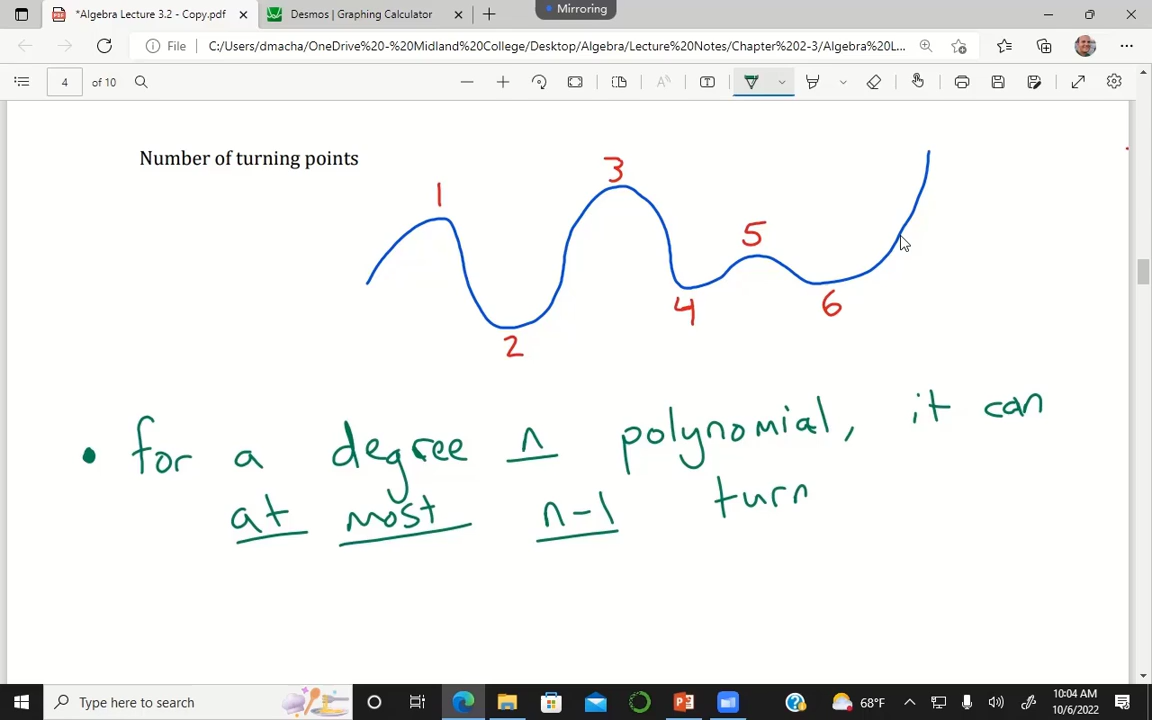 Mirroring
*Algebra Lecture 3.2 - Copy.pdf
Desmos | Graphing Calculator
File
C:/Users/dmacha/OneDrive%20-%20Midland%20College/Desktop/Algebra/Lecture%20Notes/Chapter%202-3/Algebra%20L...
4 of 10
Number of turning points
1
3
5
4
6
2
• for a degree n polynomial, it can
at most n-1 turn
Type here to search
68°F
10:04 AM
10/6/2022